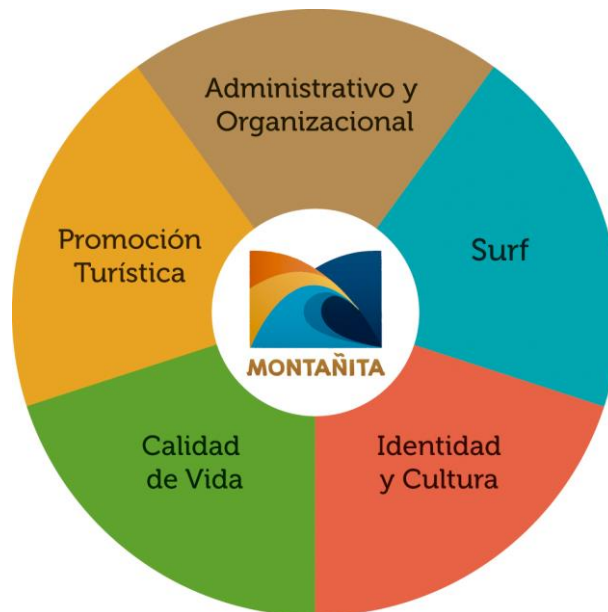 Administrativo y
Organizacional
Surf
Identidad
y Cultura
Calidad
de Vida
Promoción
Turística
MONTAÑITA